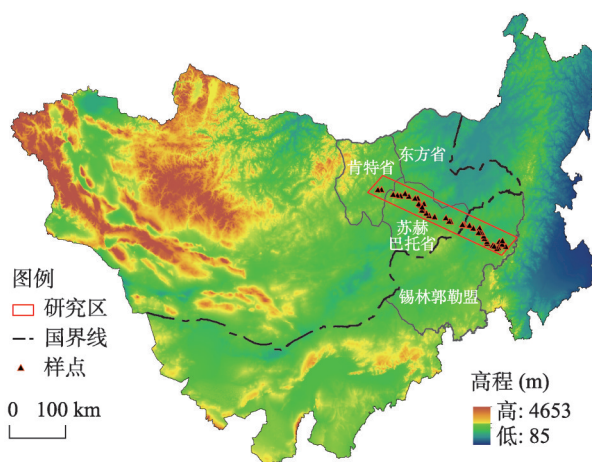 东方省
肯特省
苏赫
巴托省
锡林郭勒盟
图例
研究区
国界线
样点
0 100 km
高程 (m)
高: 4653
低: 85